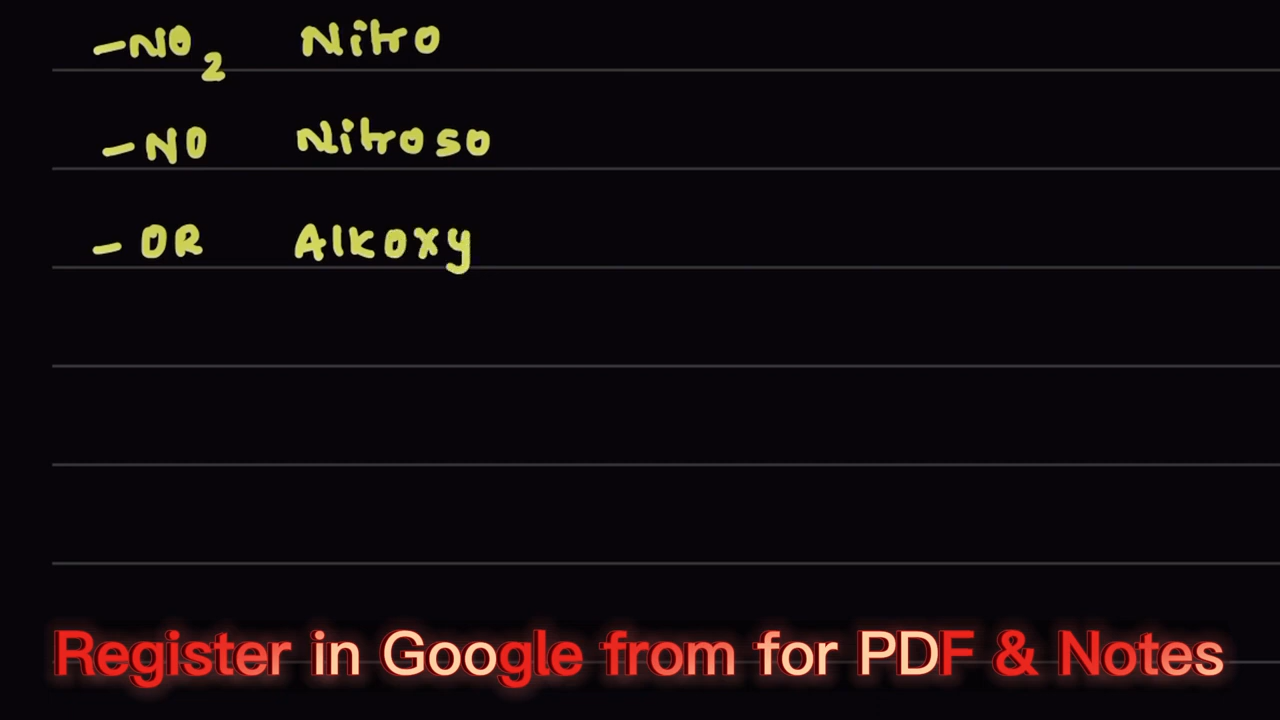 -NO2 Nitro
-NO Nitroso
-OR Alkoxy
Register in Google from for PDF & Notes